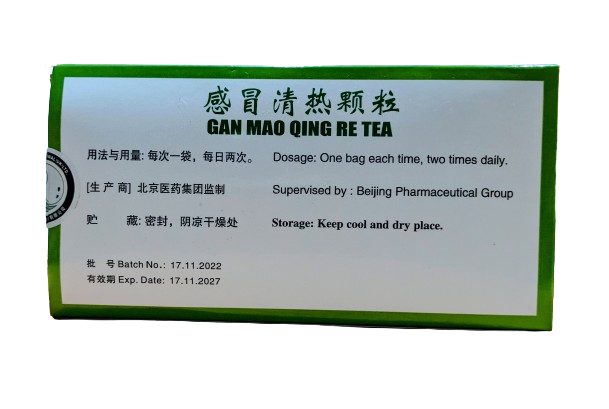 感冒清热颗粒
GAN MAO QING RE TEA
用法与用量: 每次一袋，每日两次。 Dosage: One bag each time, two times daily.
[生 产 商] 北京医药集团监制 Supervised by : Beijing Pharmaceutical Group
贮 藏: 密封，阴凉干燥处 Storage: Keep cool and dry place.
批 号 Batch No.: 17.11.2022
有效期 Exp. Date: 17.11.2027